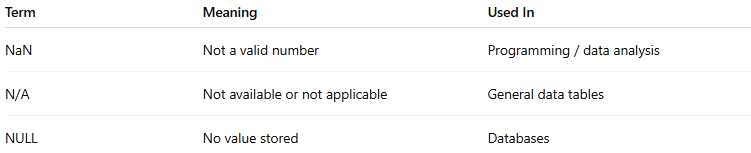 Term Meaning Used In
NaN Not a valid number Programming / data analysis
N/A Not available or not applicable General data tables
NULL No value stored Databases